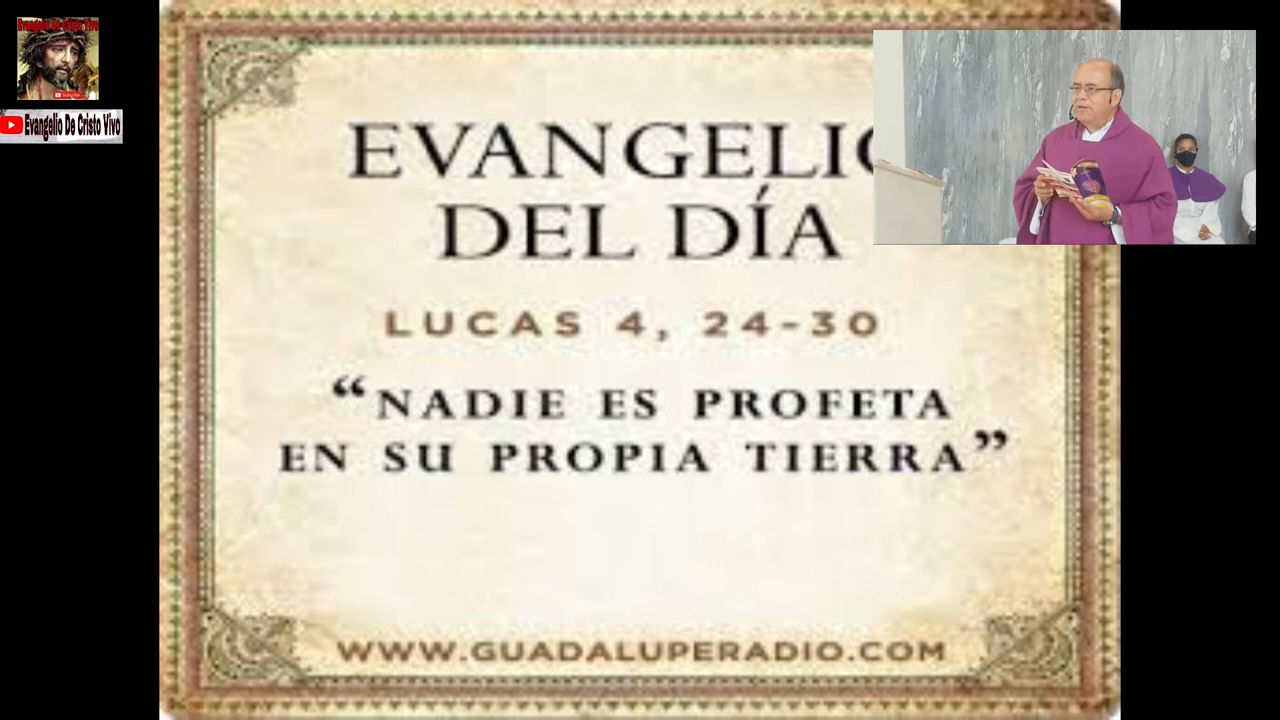 Evangelio De Cristo Vivo
Evangelio De Cristo Vivo
EVANGELIO
DEL DÍA
LUCAS 4, 24-30
“NADIE ES PROFETA
EN SU PROPIA TIERRA”
WWW.GUADALUPERADIO.COM